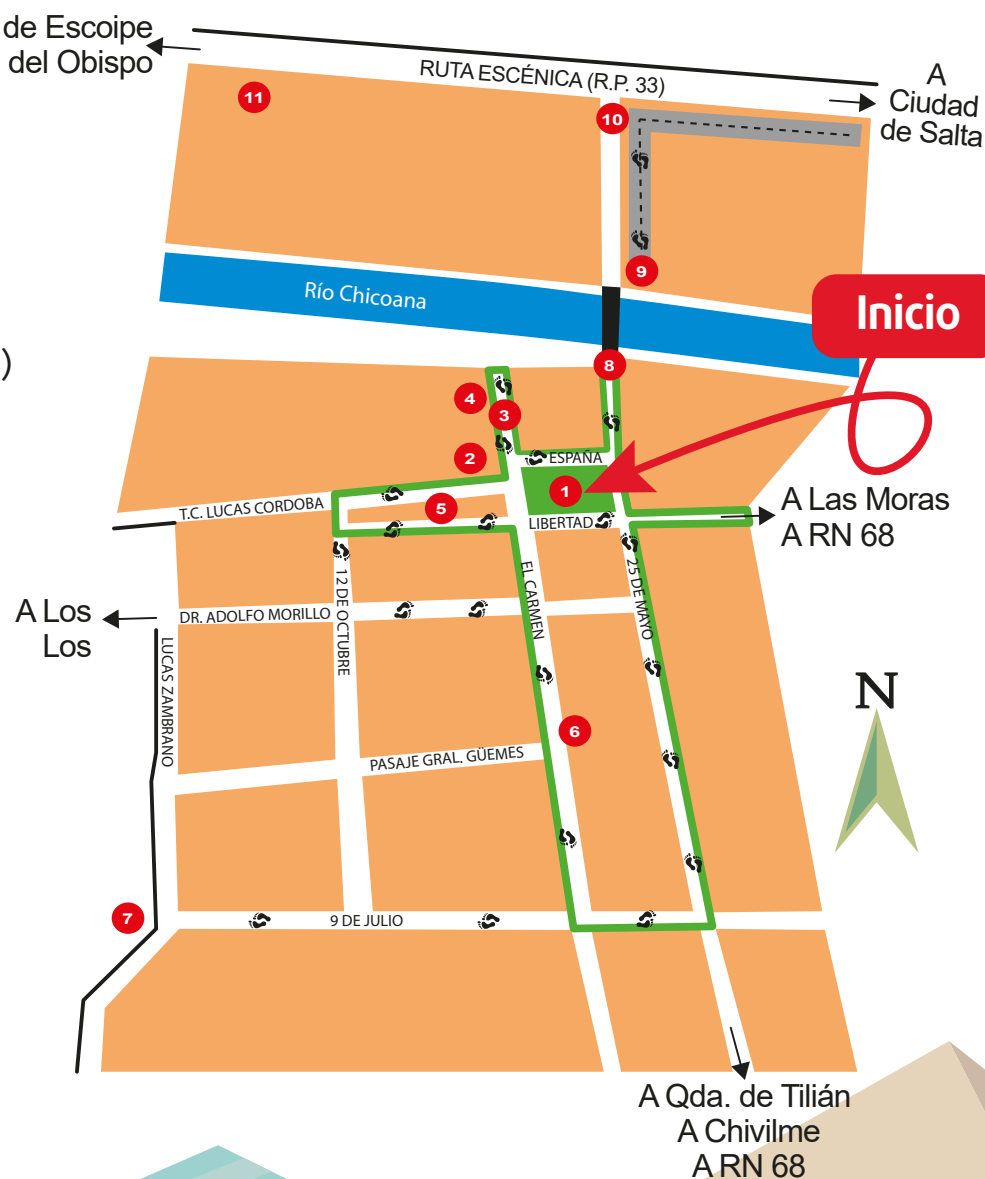 de Escoipe
del Obispo
RUTA ESCÉNICA (R.P. 33)
A
Ciudad
de Salta
11
10
9
Río Chicoana
Inicio
)
8
4
3
2
ESPAÑA
1
T.C. LUCAS CORDOBA
5
LIBERTAD
A Las Moras
A RN 68
12 DE OCTUBRE
EL CARMEN
25 DE MAYO
A Los
Los
DR. ADOLFO MORILLO
LUCAS ZAMBRANO
N
6
PASAJE GRAL. GÜEMES
7
9 DE JULIO
A Qda. de Tilián
A Chivilme
A RN 68